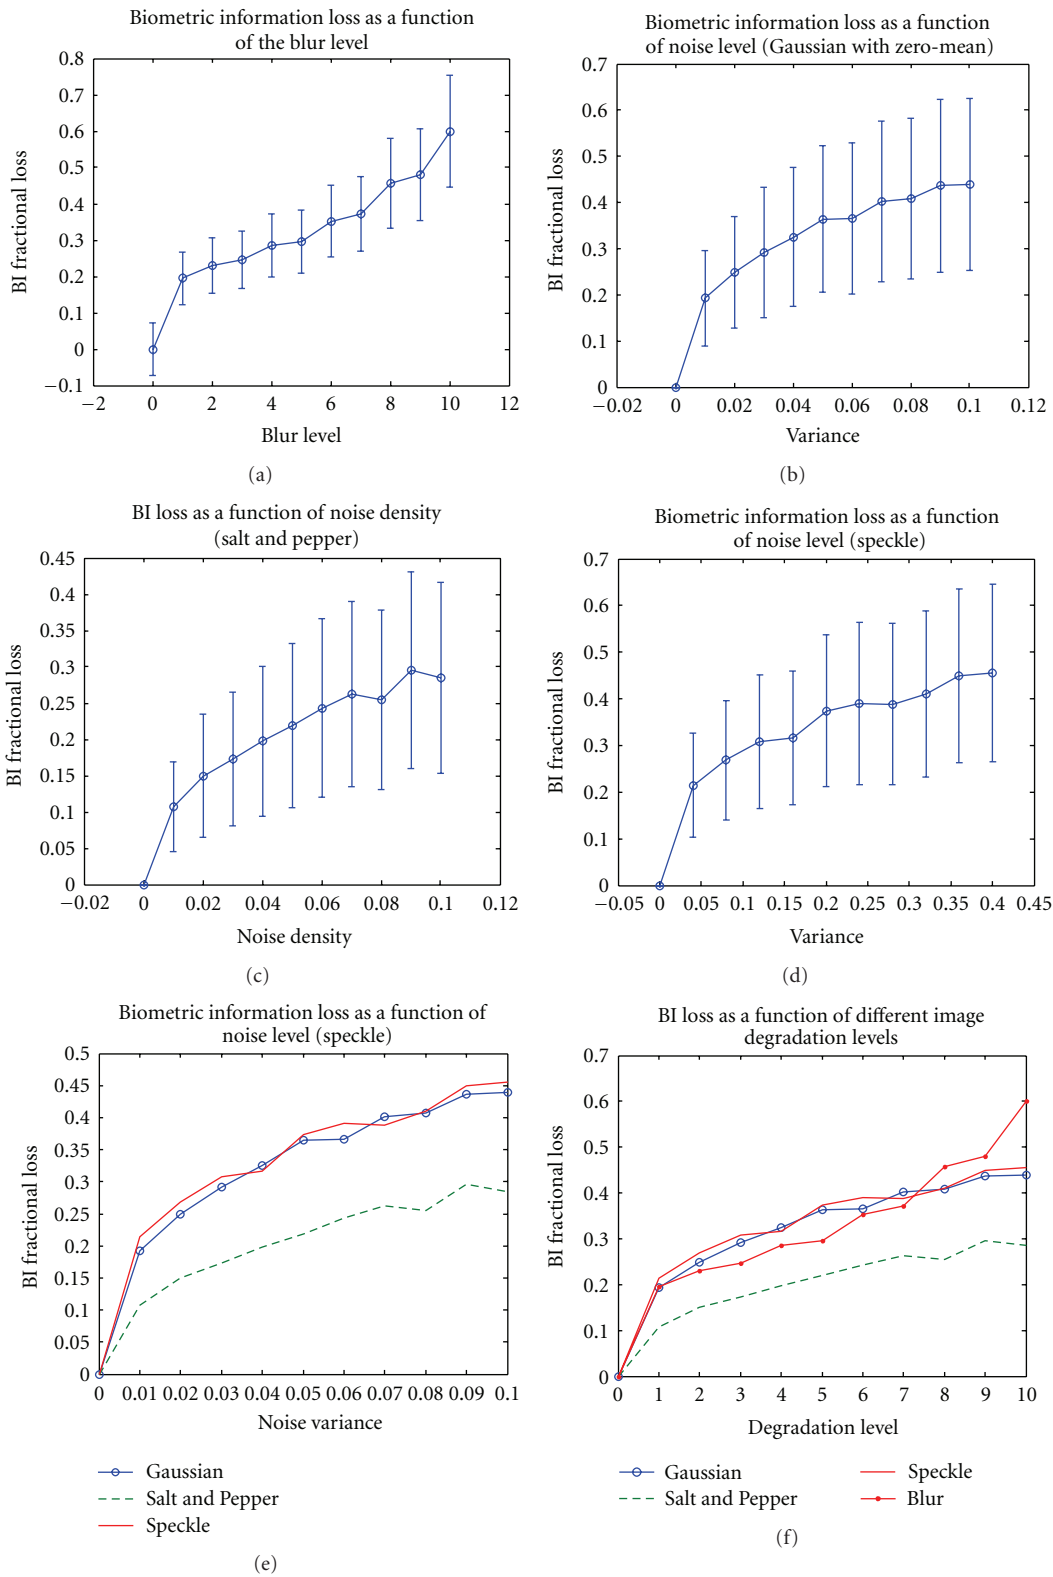 Biometric information loss as a function
of the blur level
0.8
0.7
0.6
0.5
0.4
0.3
0.2
0.1
0
−0.1
BI fractional loss
−2 0 2 4 6 8 10 12
Blur level
(a)
Biometric information loss as a function
of noise level (Gaussian with zero-mean)
0.7
0.6
0.5
0.4
0.3
0.2
0.1
0
BI fractional loss
−0.02 0 0.02 0.04 0.06 0.08 0.1 0.12
Variance
(b)
BI loss as a function of noise density
(salt and pepper)
0.45
0.4
0.35
0.3
0.25
0.2
0.15
0.1
0.05
0
BI fractional loss
−0.02 0 0.02 0.04 0.06 0.08 0.1 0.12
Noise density
(c)
Biometric information loss as a function
of noise level (speckle)
0.7
0.6
0.5
0.4
0.3
0.2
0.1
0
BI fractional loss
−0.05 0 0.05 0.1 0.15 0.2 0.25 0.3 0.35 0.4 0.45
Variance
(d)
Biometric information loss as a function of
noise level (speckle)
0.5
0.45
0.4
0.35
0.3
0.25
0.2
0.15
0.1
0.05
0
BI fractional loss
0 0.01 0.02 0.03 0.04 0.05 0.06 0.07 0.08 0.09 0.1
Noise variance
Gaussian
Salt and Pepper
Speckle
(e)
BI loss as a function of different image
degradation levels
0.7
0.6
0.5
0.4
0.3
0.2
0.1
0
BI fractional loss
0 1 2 3 4 5 6 7 8 9 10
Degradation level
Gaussian
Salt and Pepper
Speckle
Blur
(f)